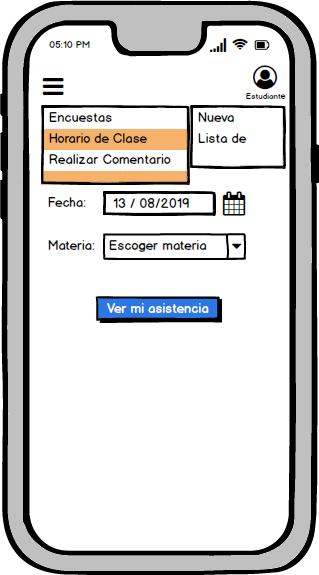 05:10 PM
Estudiante
Encuestas
Nueva
Horario de Clase
Lista de
Realizar Comentario
Fecha:
13 / 08/2019
Materia:
Escoger materia
Ver mi asistencia